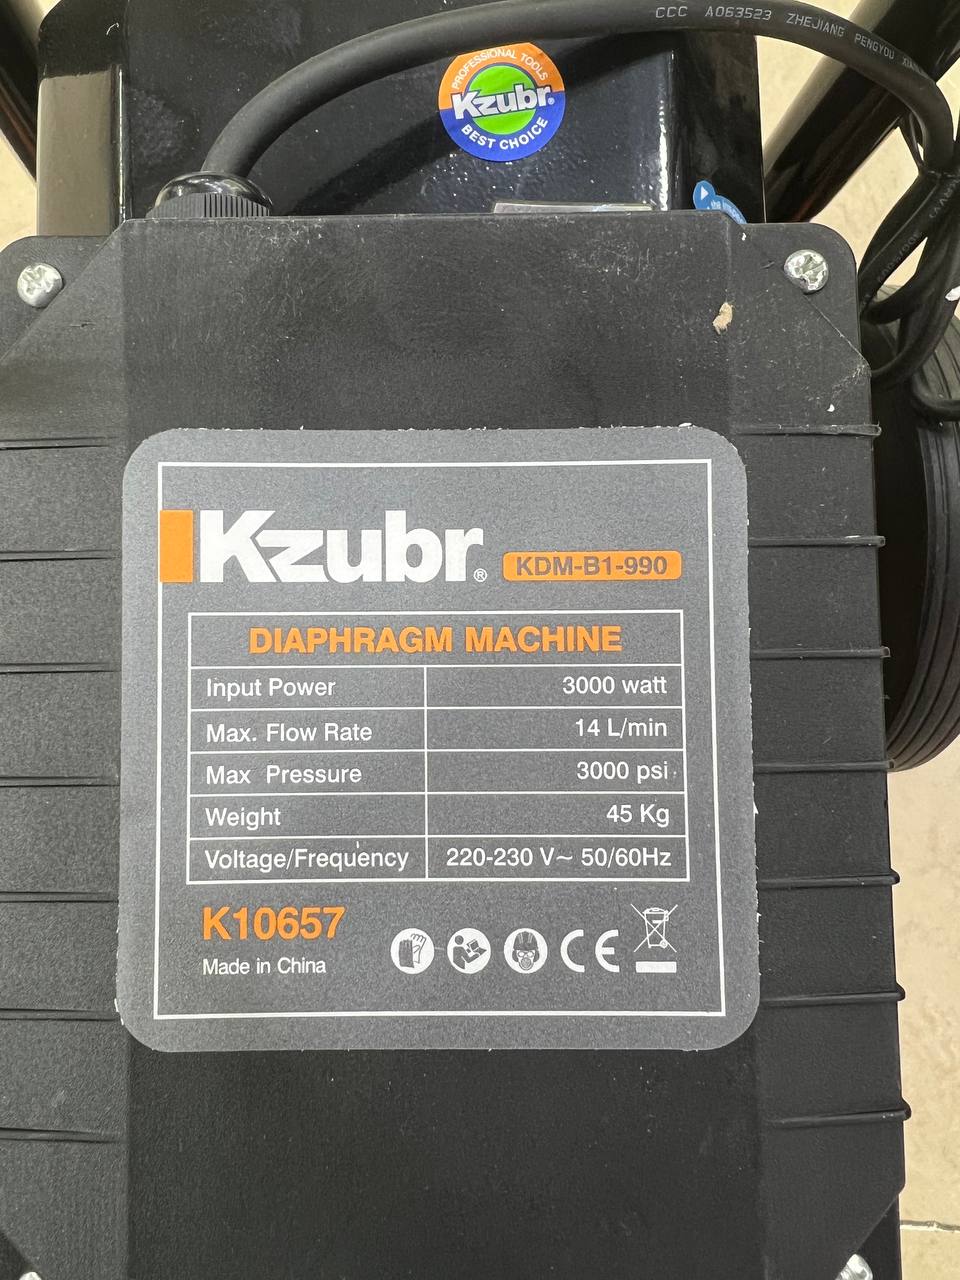 CCC A063523 ZHEJIANG PENGYOU
PROFESSIONAL TOOLS
Kzubr®
BEST CHOICE
Kzubr® KDM-B1-990
DIAPHRAGM MACHINE
Input Power 3000 watt
Max. Flow Rate 14 L/min
Max Pressure 3000 psi
Weight 45 Kg
Voltage/Frequency 220-230 V~ 50/60Hz
K10657
Made in China
CE